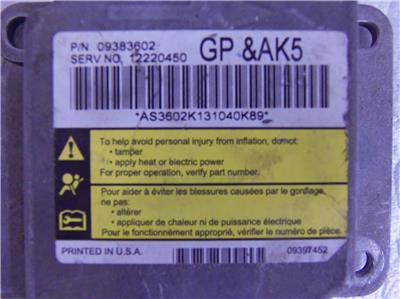 P/N 09383602
SERV NO. 12220450
GP &AK5
*AS3602K131040K89*
To help avoid personal injury from inflation, do not:
• tamper
• apply heat or electric power
For proper operation, verify part number.
Pour aider à éviter les blessures causées par le gonflage,
ne pas:
• altérer
• appliquer de chaleur ni de puissance électrique
Pour le fonctionnement approprié, vérifier le numéro de pièce.
PRINTED IN U.S.A.
09397452